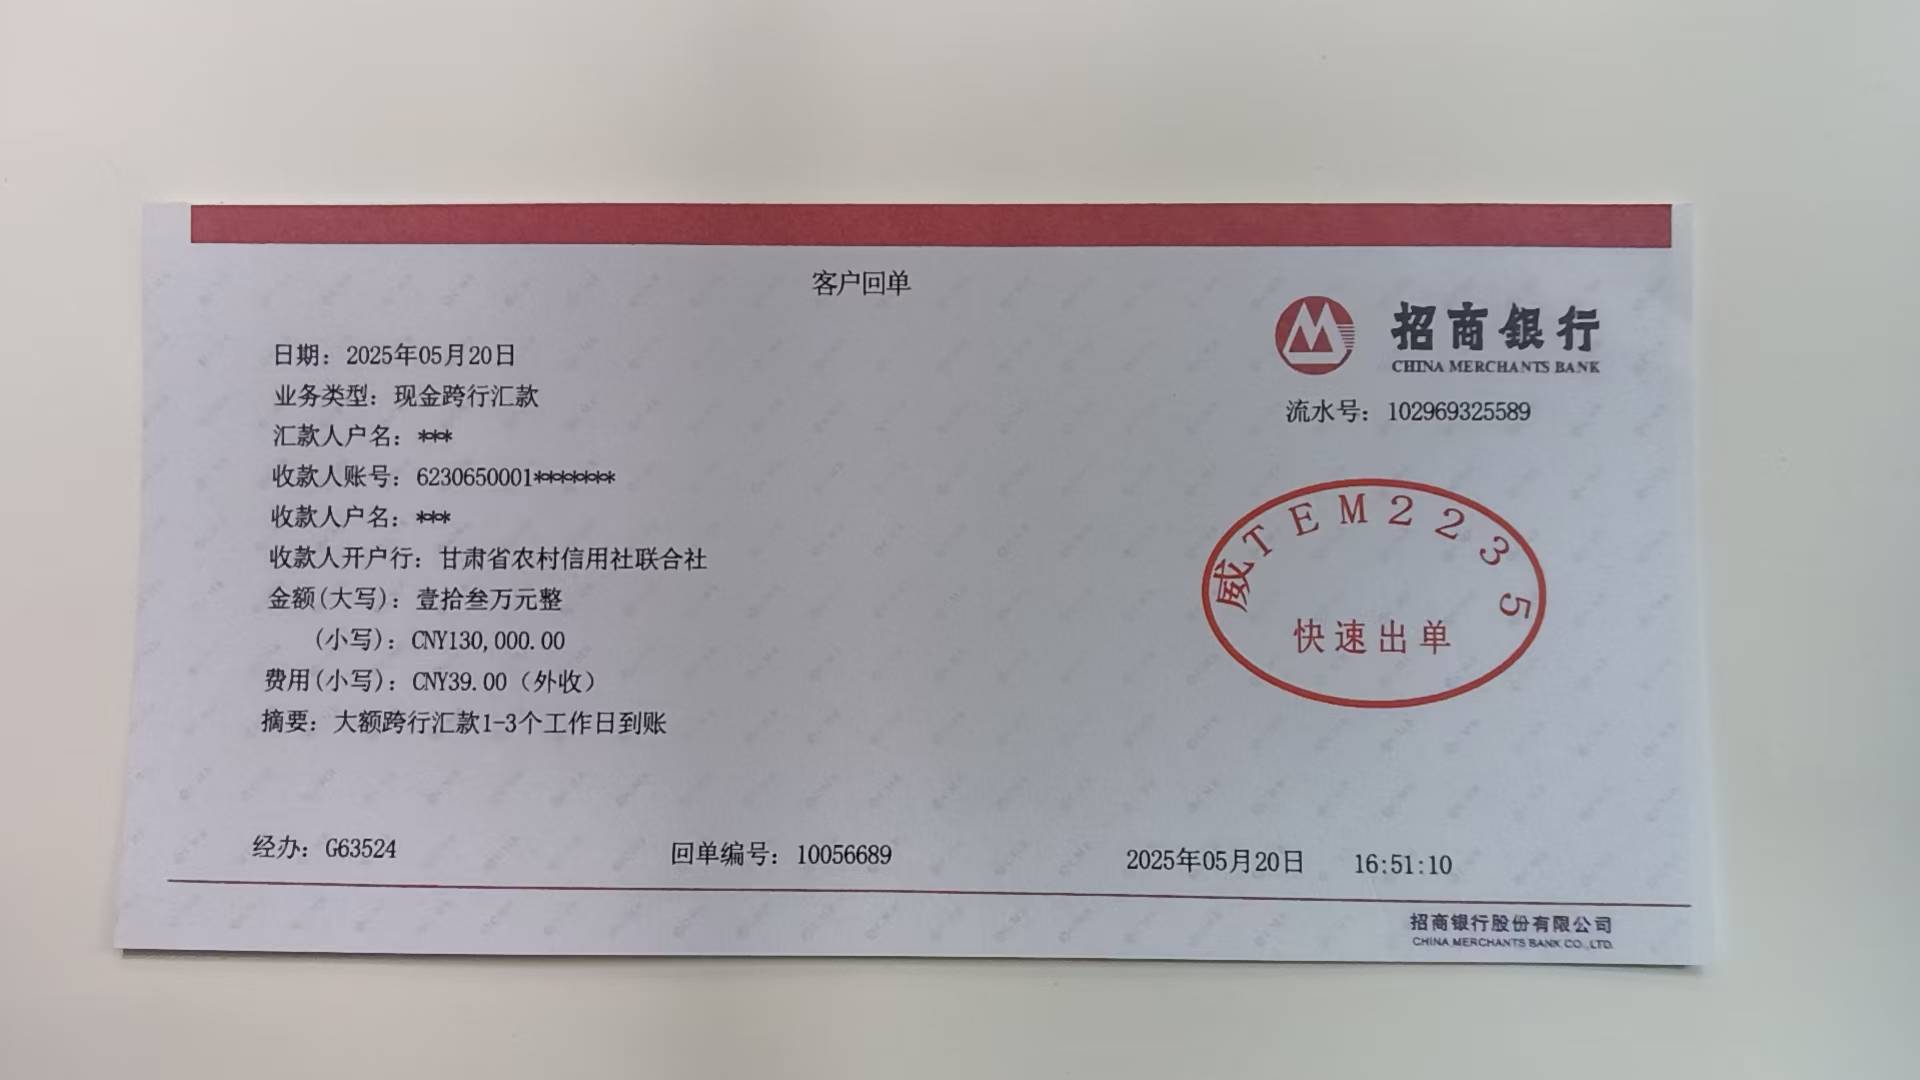 客户回单
招商银行
CHINA MERCHANTS BANK
流水号：102969325589
日期：2025年05月20日
业务类型：现金跨行汇款
汇款人户名：***
收款人账号：6230650001*******
收款人户名：***
收款人开户行：甘肃省农村信用社联合社
金额(大写)：壹拾叁万元整
(小写)：CNY130,000.00
费用(小写)：CNY39.00（外收）
摘要：大额跨行汇款1-3个工作日到账
威TEM2235
快速出单
经办：G63524
回单编号：10056689
2025年05月20日 16:51:10
招商银行股份有限公司
CHINA MERCHANTS BANK CO., LTD.